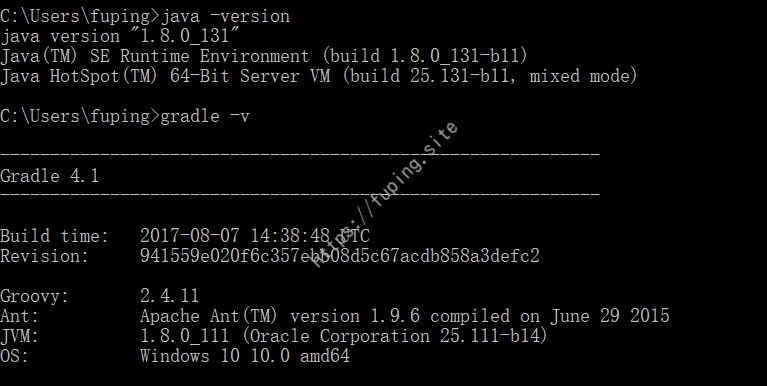 C:\Users\fuping>java -version
java version "1.8.0_131"
Java(TM) SE Runtime Environment (build 1.8.0_131-b11)
Java HotSpot(TM) 64-Bit Server VM (build 25.131-b11, mixed mode)
C:\Users\fuping>gradle -v
------------------------------------------------------------
Gradle 4.1
------------------------------------------------------------
Build time:   2017-08-07 14:38:48 UTC
Revision:     941559e020f6c357ebb08d5c67acdb858a3defc2
Groovy:       2.4.11
Ant:          Apache Ant(TM) version 1.9.6 compiled on June 29 2015
JVM:          1.8.0_111 (Oracle Corporation 25.111-b14)
OS:           Windows 10 10.0 amd64
https://fuping.site